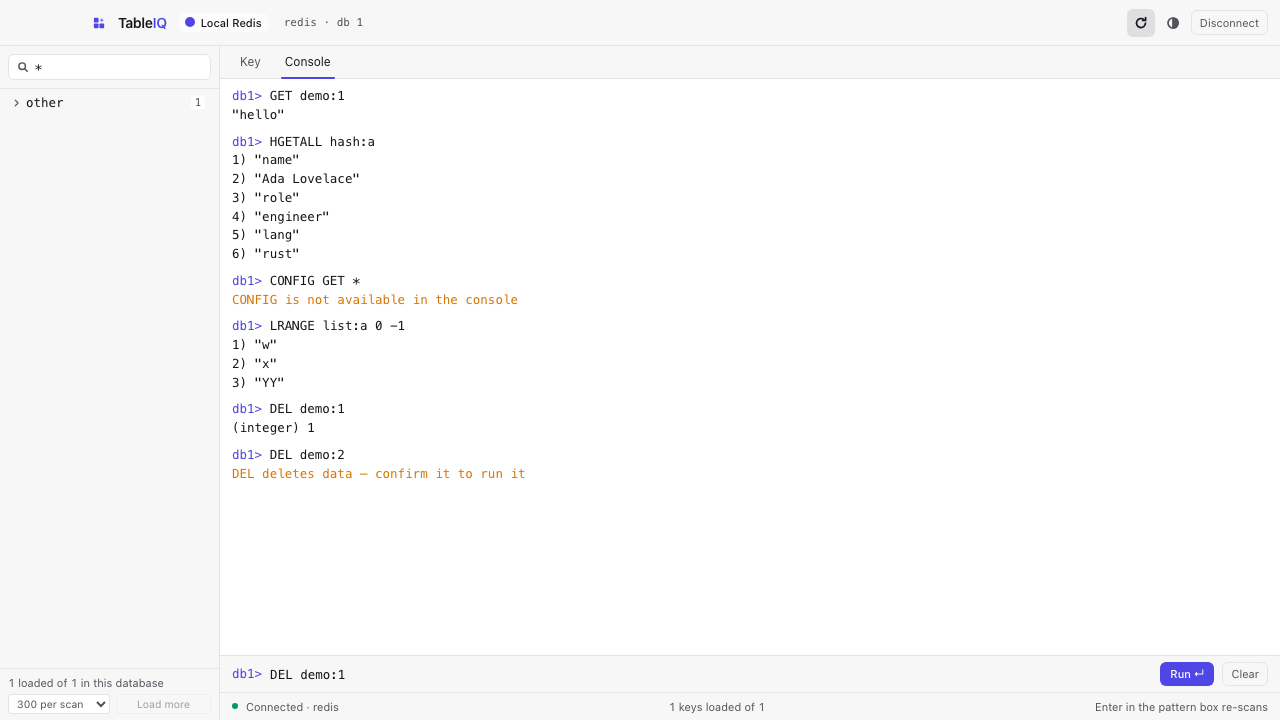 TableIQ
Local Redis
redis · db 1
Disconnect
*
Key
Console
other
1
db1> GET demo:1
"hello"
db1> HGETALL hash:a
1) "name"
2) "Ada Lovelace"
3) "role"
4) "engineer"
5) "lang"
6) "rust"
db1> CONFIG GET *
CONFIG is not available in the console
db1> LRANGE list:a 0 -1
1) "w"
2) "x"
3) "YY"
db1> DEL demo:1
(integer) 1
db1> DEL demo:2
DEL deletes data — confirm it to run it
1 loaded of 1 in this database
300 per scan
Load more
db1> DEL demo:1
Run ↵
Clear
Connected · redis
1 keys loaded of 1
Enter in the pattern box re-scans